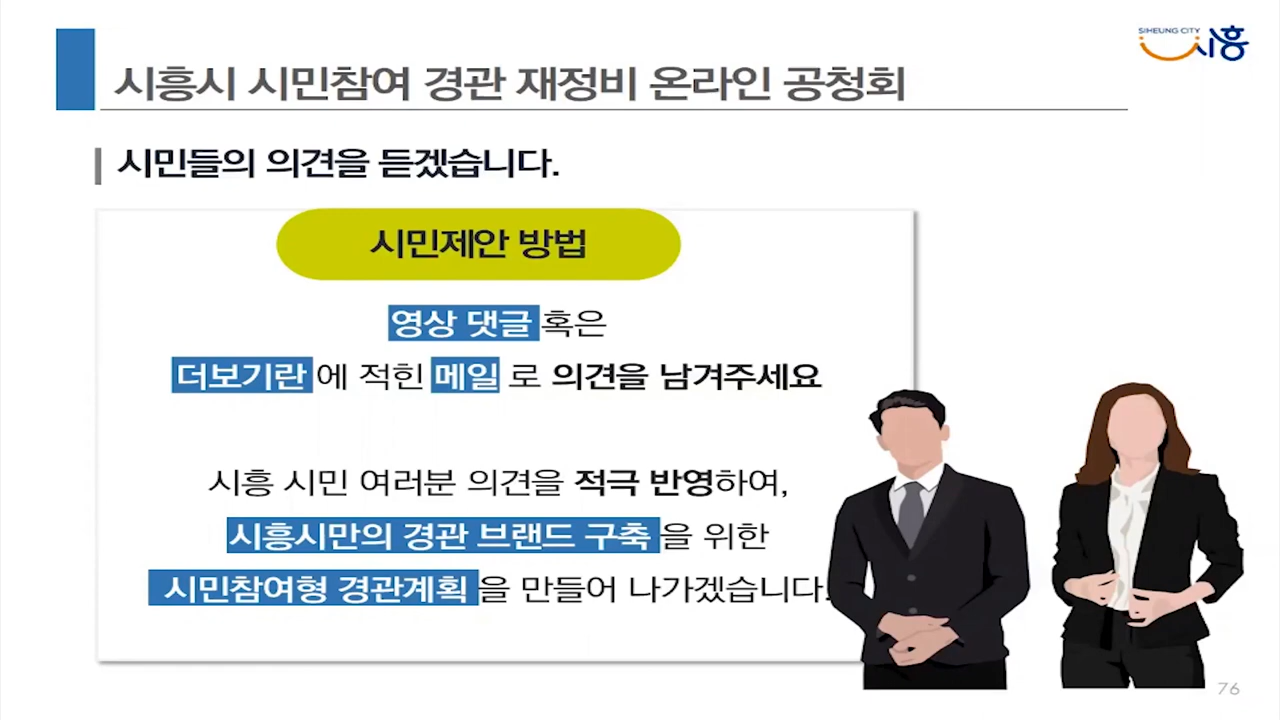 SIHEUNG CITY
시흥
시흥시 시민참여 경관 재정비 온라인 공청회
시민들의 의견을 듣겠습니다.
시민제안 방법
영상 댓글 혹은
더보기란 에 적힌 메일 로 의견을 남겨주세요
시흥 시민 여러분 의견을 적극 반영하여,
시흥시만의 경관 브랜드 구축 을 위한
시민참여형 경관계획 을 만들어 나가겠습니다.
76